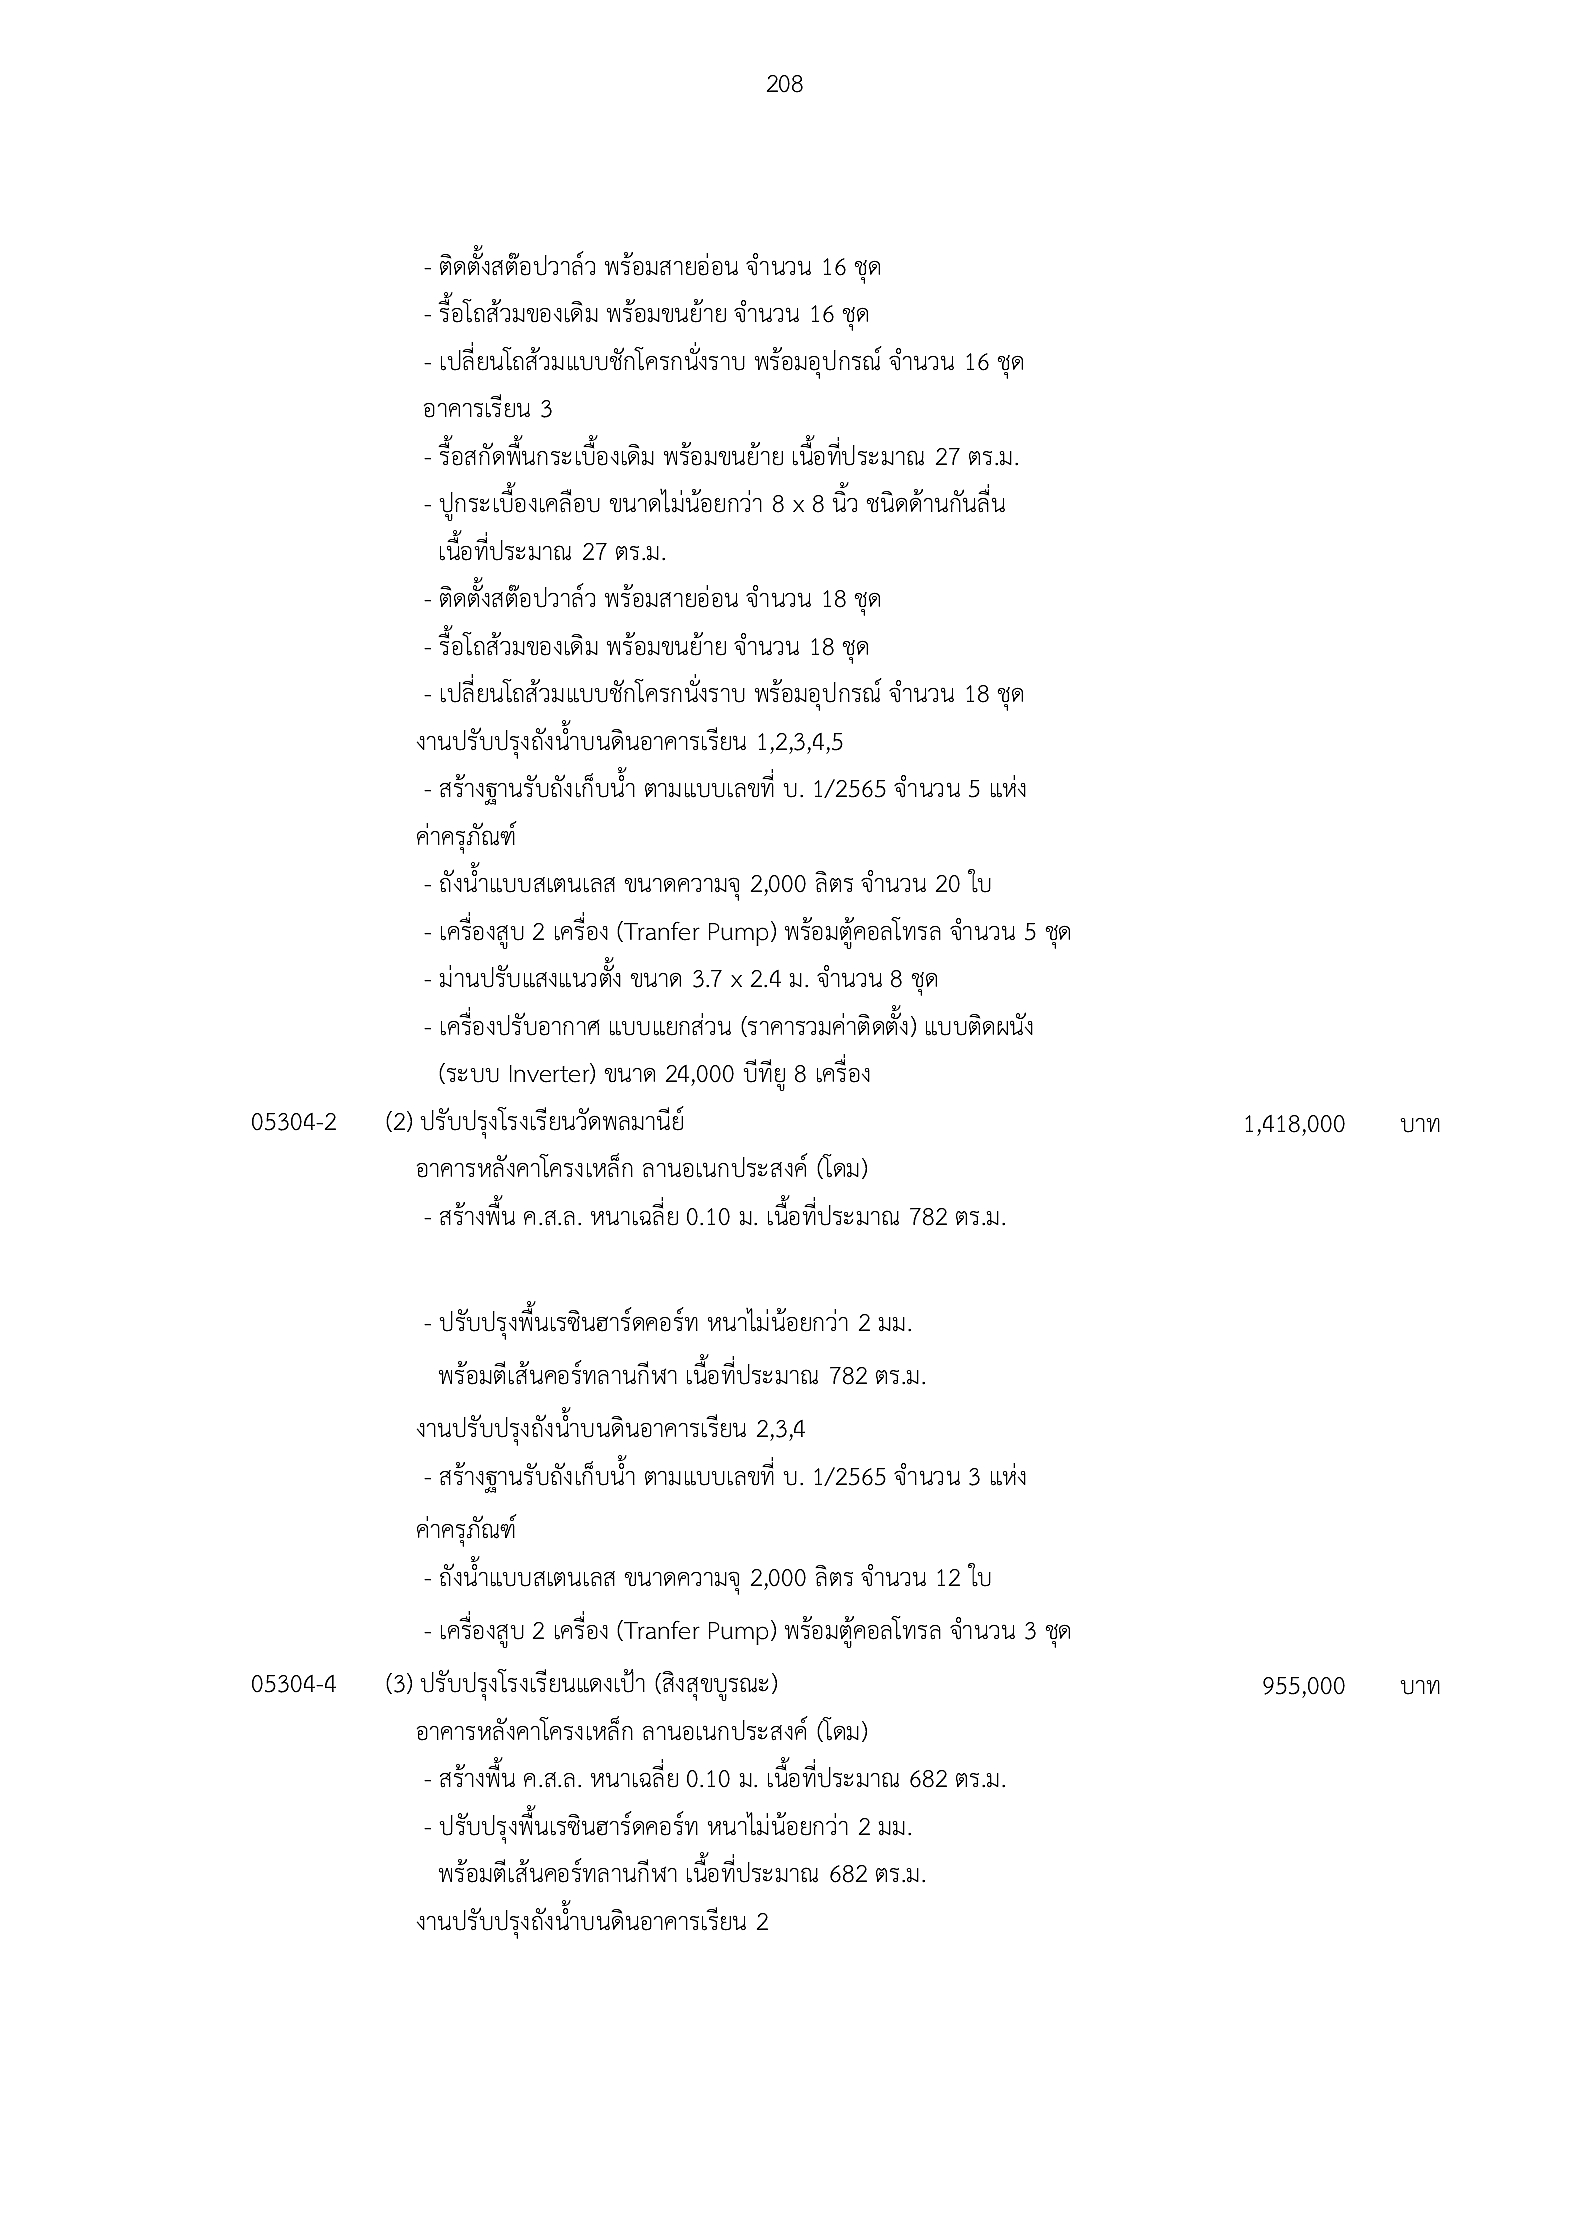 208
- ติดตั้งสต๊อปวาล์ว พร้อมสายอ่อน จำนวน 16 ชุด
- รื้อโถส้วมของเดิม พร้อมขนย้าย จำนวน 16 ชุด
- เปลี่ยนโถส้วมแบบชักโครกนั่งราบ พร้อมอุปกรณ์ จำนวน 16 ชุด
อาคารเรียน 3
- รื้อสกัดพื้นกระเบื้องเดิม พร้อมขนย้าย เนื้อที่ประมาณ 27 ตร.ม.
- ปูกระเบื้องเคลือบ ขนาดไม่น้อยกว่า 8 x 8 นิ้ว ชนิดด้านกันลื่น
เนื้อที่ประมาณ 27 ตร.ม.
- ติดตั้งสต๊อปวาล์ว พร้อมสายอ่อน จำนวน 18 ชุด
- รื้อโถส้วมของเดิม พร้อมขนย้าย จำนวน 18 ชุด
- เปลี่ยนโถส้วมแบบชักโครกนั่งราบ พร้อมอุปกรณ์ จำนวน 18 ชุด
งานปรับปรุงถังน้ำบนดินอาคารเรียน 1,2,3,4,5
- สร้างฐานรับถังเก็บน้ำ ตามแบบเลขที่ บ. 1/2565 จำนวน 5 แห่ง
ค่าครุภัณฑ์
- ถังน้ำแบบสเตนเลส ขนาดความจุ 2,000 ลิตร จำนวน 20 ใบ
- เครื่องสูบ 2 เครื่อง (Tranfer Pump) พร้อมตู้คอลโทรล จำนวน 5 ชุด
- ม่านปรับแสงแนวตั้ง ขนาด 3.7 x 2.4 ม. จำนวน 8 ชุด
- เครื่องปรับอากาศ แบบแยกส่วน (ราคารวมค่าติดตั้ง) แบบติดผนัง
(ระบบ Inverter) ขนาด 24,000 บีทียู 8 เครื่อง
05304-2 (2) ปรับปรุงโรงเรียนวัดพลมานีย์ 1,418,000 บาท
อาคารหลังคาโครงเหล็ก ลานอเนกประสงค์ (โดม)
- สร้างพื้น ค.ส.ล. หนาเฉลี่ย 0.10 ม. เนื้อที่ประมาณ 782 ตร.ม.
- ปรับปรุงพื้นเรซินฮาร์ดคอร์ท หนาไม่น้อยกว่า 2 มม.
พร้อมตีเส้นคอร์ทลานกีฬา เนื้อที่ประมาณ 782 ตร.ม.
งานปรับปรุงถังน้ำบนดินอาคารเรียน 2,3,4
- สร้างฐานรับถังเก็บน้ำ ตามแบบเลขที่ บ. 1/2565 จำนวน 3 แห่ง
ค่าครุภัณฑ์
- ถังน้ำแบบสเตนเลส ขนาดความจุ 2,000 ลิตร จำนวน 12 ใบ
- เครื่องสูบ 2 เครื่อง (Tranfer Pump) พร้อมตู้คอลโทรล จำนวน 3 ชุด
05304-4 (3) ปรับปรุงโรงเรียนแดงเป้า (สิงสุขบูรณะ) 955,000 บาท
อาคารหลังคาโครงเหล็ก ลานอเนกประสงค์ (โดม)
- สร้างพื้น ค.ส.ล. หนาเฉลี่ย 0.10 ม. เนื้อที่ประมาณ 682 ตร.ม.
- ปรับปรุงพื้นเรซินฮาร์ดคอร์ท หนาไม่น้อยกว่า 2 มม.
พร้อมตีเส้นคอร์ทลานกีฬา เนื้อที่ประมาณ 682 ตร.ม.
งานปรับปรุงถังน้ำบนดินอาคารเรียน 2